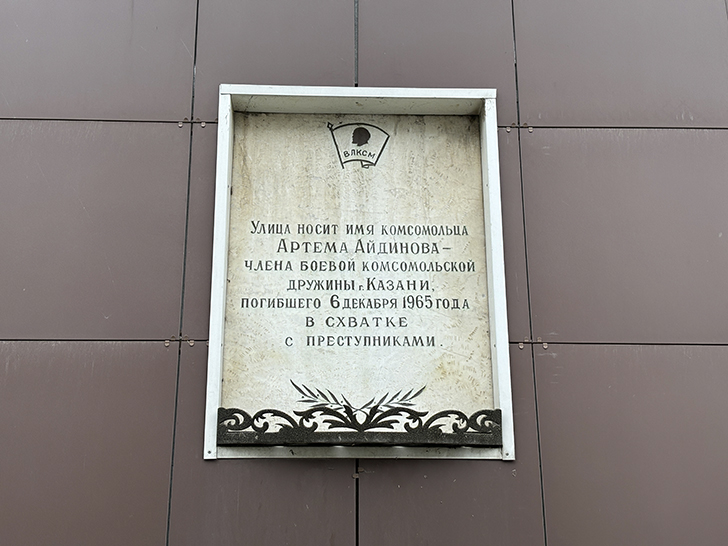 ВЛКСМ
Улица носит имя комсомольца
Артема Айдинова –
члена боевой комсомольской
дружины г. Казани,
погибшего 6 декабря 1965 года
в схватке
с преступниками.